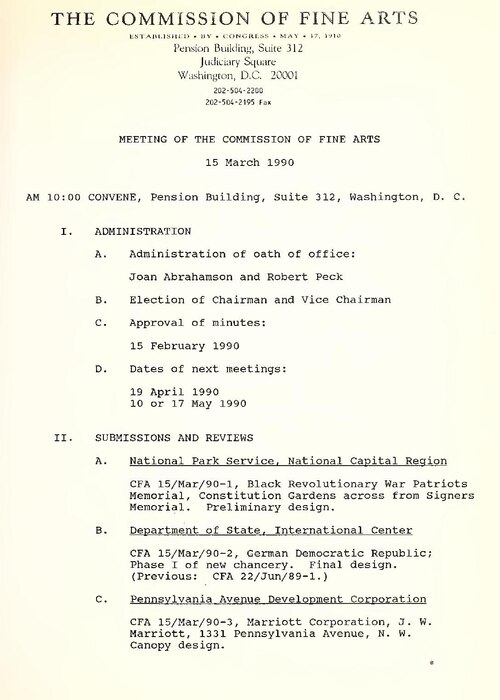 THE COMMISSION OF FINE ARTS
ESTABLISHED • BY • CONGRESS • MAY • 17, 1910
Pension Building, Suite 312
Judiciary Square
Washington, D.C. 20001
202-504-2200
202-504-2195 Fax
MEETING OF THE COMMISSION OF FINE ARTS
15 March 1990
AM 10:00 CONVENE, Pension Building, Suite 312, Washington, D. C.
I. ADMINISTRATION
A. Administration of oath of office:
Joan Abrahamson and Robert Peck
B. Election of Chairman and Vice Chairman
C. Approval of minutes:
15 February 1990
D. Dates of next meetings:
19 April 1990
10 or 17 May 1990
II. SUBMISSIONS AND REVIEWS
A. National Park Service, National Capital Region
CFA 15/Mar/90-1, Black Revolutionary War Patriots
Memorial, Constitution Gardens across from Signers
Memorial. Preliminary design.
B. Department of State, International Center
CFA 15/Mar/90-2, German Democratic Republic;
Phase I of new chancery. Final design.
(Previous: CFA 22/Jun/89-1.)
C. Pennsylvania Avenue Development Corporation
CFA 15/Mar/90-3, Marriott Corporation, J. W.
Marriott, 1331 Pennsylvania Avenue, N. W.
Canopy design.